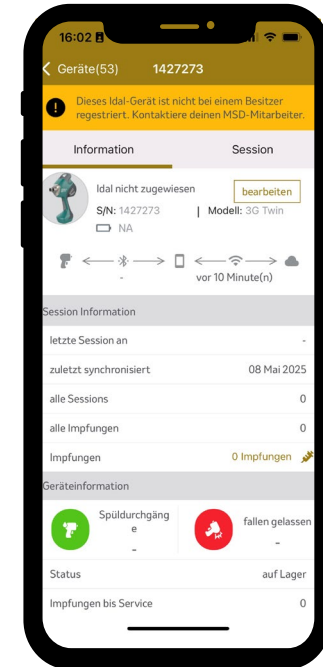 16:02
Geräte(53) 1427273
Dieses Idal-Gerät ist nicht bei einem Besitzer
regestriert. Kontaktiere deinen MSD-Mitarbeiter.
Information Session
Idal nicht zugewiesen bearbeiten
S/N: 1427273 | Modell: 3G Twin
NA
- vor 10 Minute(n)
Session Information
letzte Session an -
zuletzt synchronisiert 08 Mai 2025
alle Sessions 0
alle Impfungen 0
Impfungen 0 Impfungen
Geräteinformation
Spüldurchgäng
e
-
fallen gelassen
-
Status auf Lager
Impfungen bis Service 0